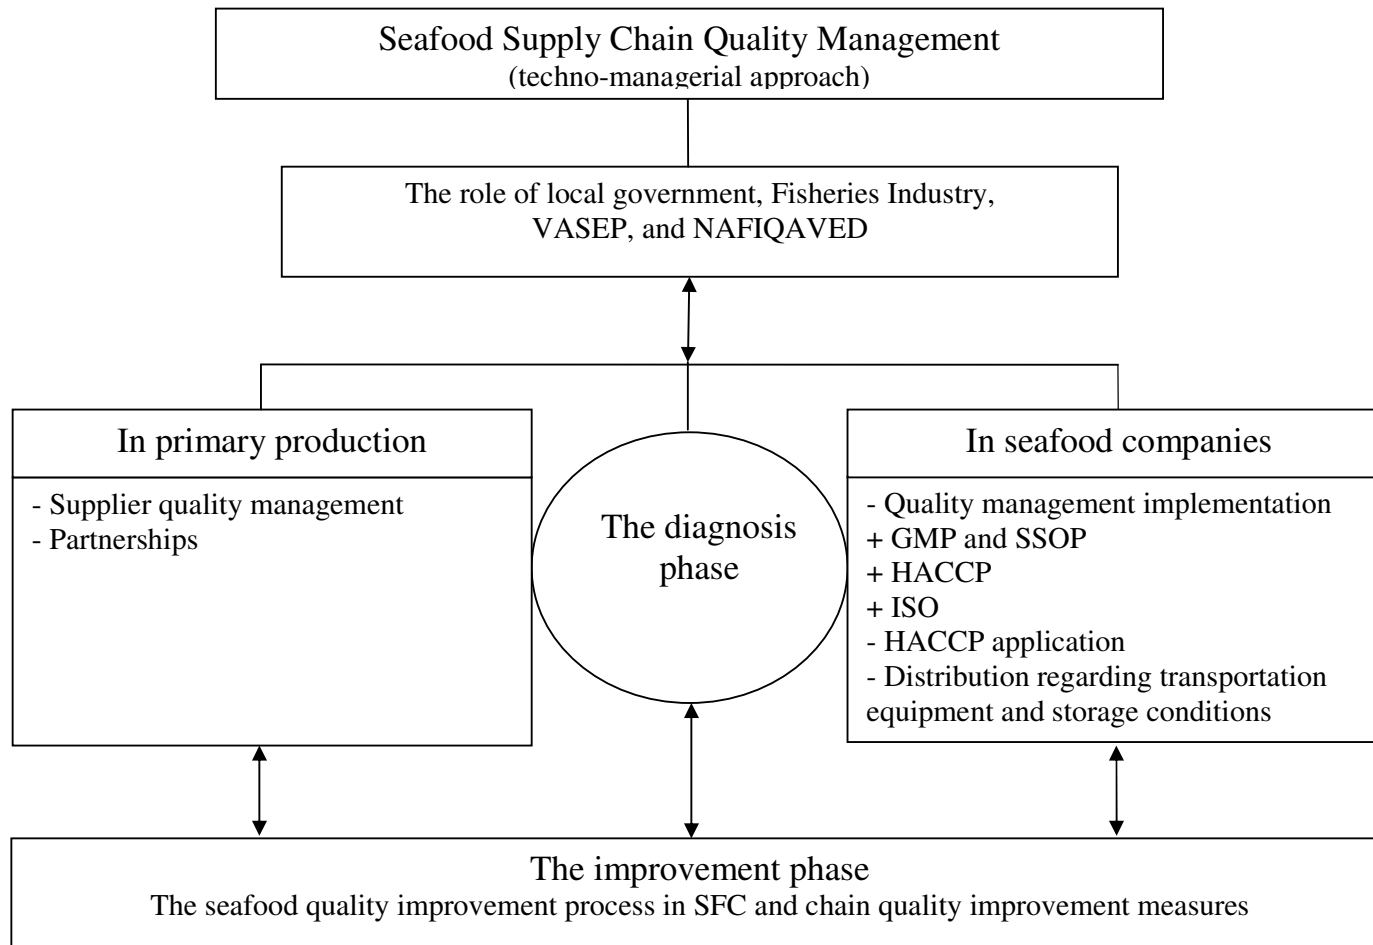 Seafood Supply Chain Quality Management
(techno-managerial approach)
The role of local government, Fisheries Industry,
VASEP, and NAFIQAVED
In primary production
- Supplier quality management
- Partnerships
The diagnosis
phase
In seafood companies
- Quality management implementation
+ GMP and SSOP
+ HACCP
+ ISO
- HACCP application
- Distribution regarding transportation
equipment and storage conditions
The improvement phase
The seafood quality improvement process in SFC and chain quality improvement measures